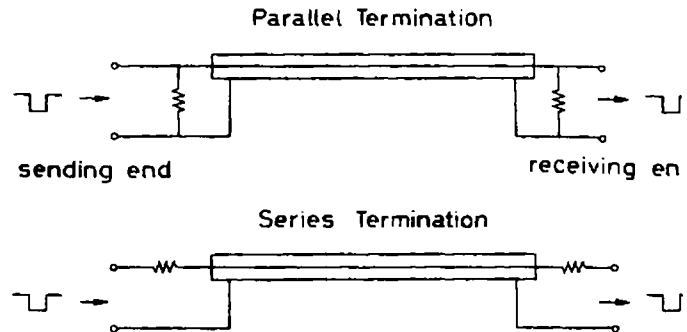 Parallel Termination
sending end
receiving en
Series Termination